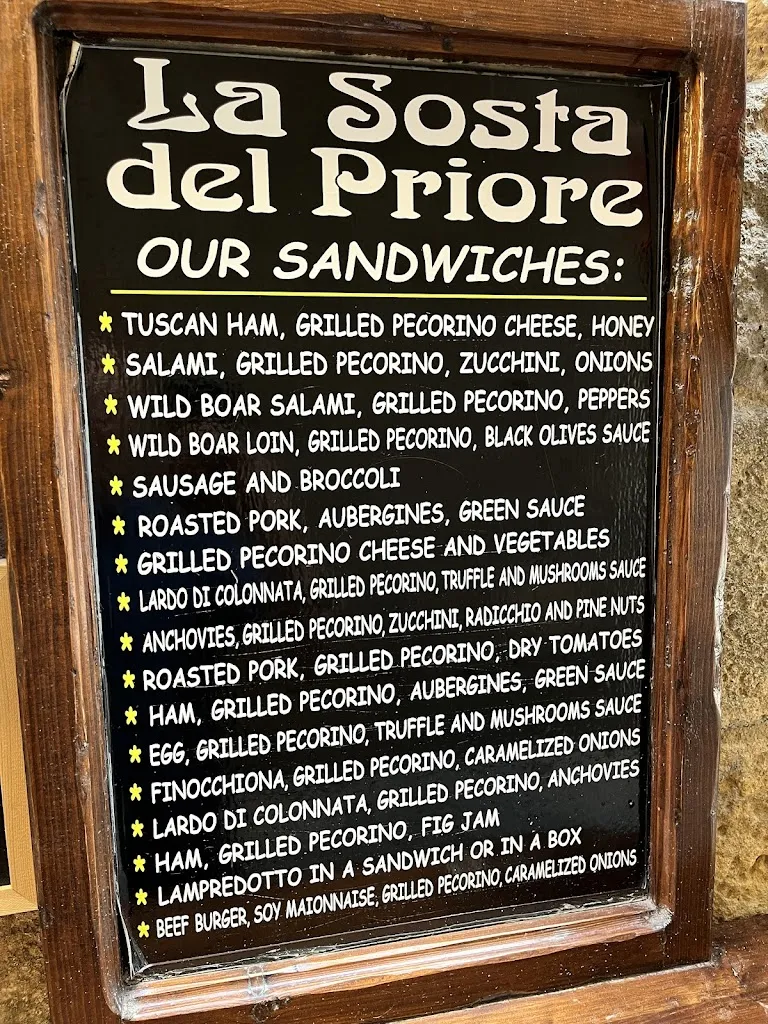 La Sosta
del Priore
OUR SANDWICHES:
* TUSCAN HAM, GRILLED PECORINO CHEESE, HONEY
* SALAMI, GRILLED PECORINO, ZUCCHINI, ONIONS
* WILD BOAR SALAMI, GRILLED PECORINO, PEPPERS
* WILD BOAR LOIN, GRILLED PECORINO, BLACK OLIVES SAUCE
* SAUSAGE AND BROCCOLI
* ROASTED PORK, AUBERGINES, GREEN SAUCE
* GRILLED PECORINO CHEESE AND VEGETABLES
* LARDO DI COLONNATA, GRILLED PECORINO, TRUFFLE AND MUSHROOMS SAUCE
* ANCHOVIES, GRILLED PECORINO, ZUCCHINI, RADICCHIO AND PINE NUTS
* ROASTED PORK, GRILLED PECORINO, DRY TOMATOES
* HAM, GRILLED PECORINO, AUBERGINES, GREEN SAUCE
* EGG, GRILLED PECORINO, TRUFFLE AND MUSHROOMS SAUCE
* FINOCCHIONA, GRILLED PECORINO, CARAMELIZED ONIONS
* LARDO DI COLONNATA, GRILLED PECORINO, ANCHOVIES
* HAM, GRILLED PECORINO, FIG JAM
* LAMPREDOTTO IN A SANDWICH OR IN A BOX
* BEEF BURGER, SOY MAIONNAISE, GRILLED PECORINO, CARAMELIZED ONIONS